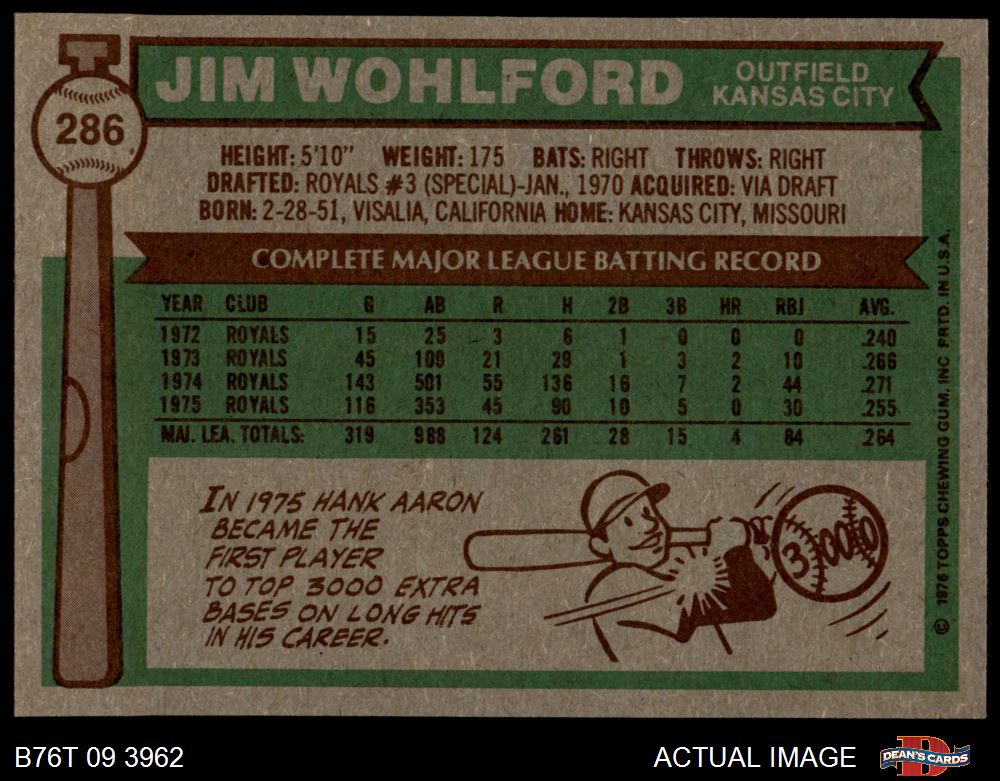 JIM WOHLFORD
OUTFIELD
KANSAS CITY
286
HEIGHT: 5'10" WEIGHT: 175 BATS: RIGHT THROWS: RIGHT
DRAFTED: ROYALS #3 (SPECIAL)-JAN., 1970 ACQUIRED: VIA DRAFT
BORN: 2-28-51, VISALIA, CALIFORNIA HOME: KANSAS CITY, MISSOURI
COMPLETE MAJOR LEAGUE BATTING RECORD
YEAR CLUB G AB R H 2B 3B HR RBI AVG.
1972 ROYALS 15 25 3 6 1 0 0 0 .240
1973 ROYALS 45 109 21 29 1 3 2 10 .266
1974 ROYALS 143 501 55 136 16 7 2 44 .271
1975 ROYALS 116 353 45 90 10 5 0 30 .255
MAJ. LEA. TOTALS: 319 988 124 261 28 15 4 84 .264
IN 1975 HANK AARON
BECAME THE
FIRST PLAYER
TO TOP 3000 EXTRA
BASES ON LONG HITS
IN HIS CAREER.
3000
© 1976 TOPPS CHEWING GUM, INC PRTD. IN U.S.A.
B76T 09 3962
ACTUAL IMAGE
DEAN'S CARDS